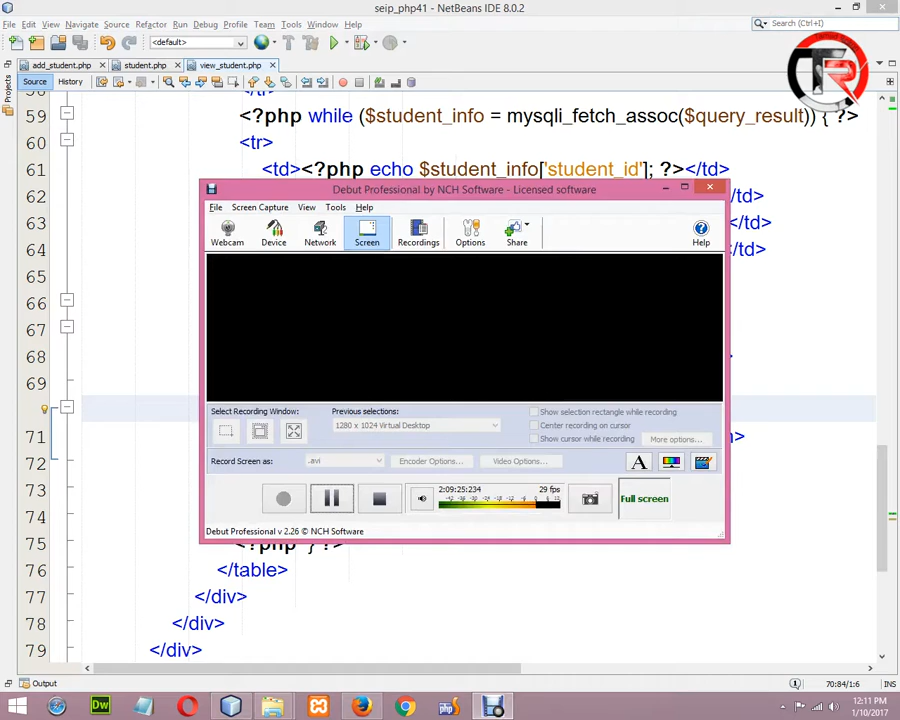 seip_php41 - NetBeans IDE 8.0.2
File Edit View Navigate Source Refactor Run Debug Profile Team Tools Window Help
Search (Ctrl+I)
<default>
add_student.php student.php view_student.php
Projects
Source History
59 <?php while ($student_info = mysqli_fetch_assoc($query_result)) { ?>
60 <tr>
61 <td><?php echo $student_info['student_id']; ?></td>
62 /td>
63 </td>
64 </td>
65
66
67
68
69
71
72
73
74
75 <?php } ?>
76 </table>
77 </div>
78 </div>
79 </div>
Debut Professional by NCH Software - Licensed software
File Screen Capture View Tools Help
Webcam Device Network Screen Recordings Options Share Help
Select Recording Window:
Previous selections:
1280 x 1024 Virtual Desktop
Show selection rectangle while recording
Center recording on cursor
Show cursor while recording
More options...
Record Screen as: .avi Encoder Options... Video Options...
A
2:09:25:234 29 fps
Full screen
Debut Professional v 2.26 © NCH Software
Output
70:84/1:6 INS
Dw
12:11 PM
1/10/2017
TR